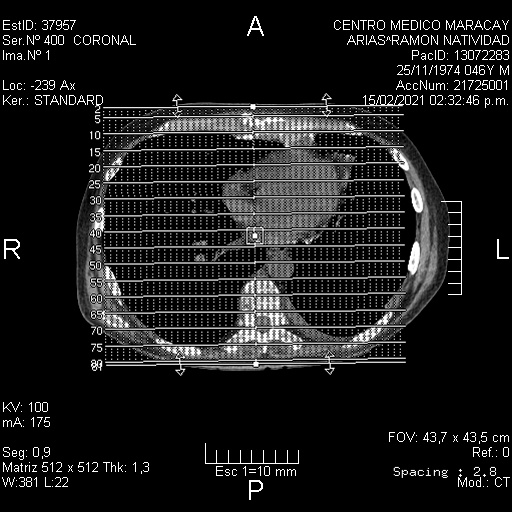 EstID: 37957
Ser.Nº 400 CORONAL
Ima.Nº 1
Loc: -239 Ax
Ker.: STANDARD
A
CENTRO MEDICO MARACAY
ARIAS^RAMON NATIVIDAD
PacID: 13072283
25/11/1974 046Y M
AccNum: 21725001
15/02/2021 02:32:46 p.m.
5
10
15
20
25
30
35
40
45
50
55
60
65
70
75
80
R
L
KV: 100
mA: 175
Seg: 0,9
Matriz 512 x 512 Thk: 1,3
W:381 L:22
Esc 1=10 mm
P
FOV: 43,7 x 43,5 cm
Ref.: 0
Spacing : 2.8
Mod.: CT